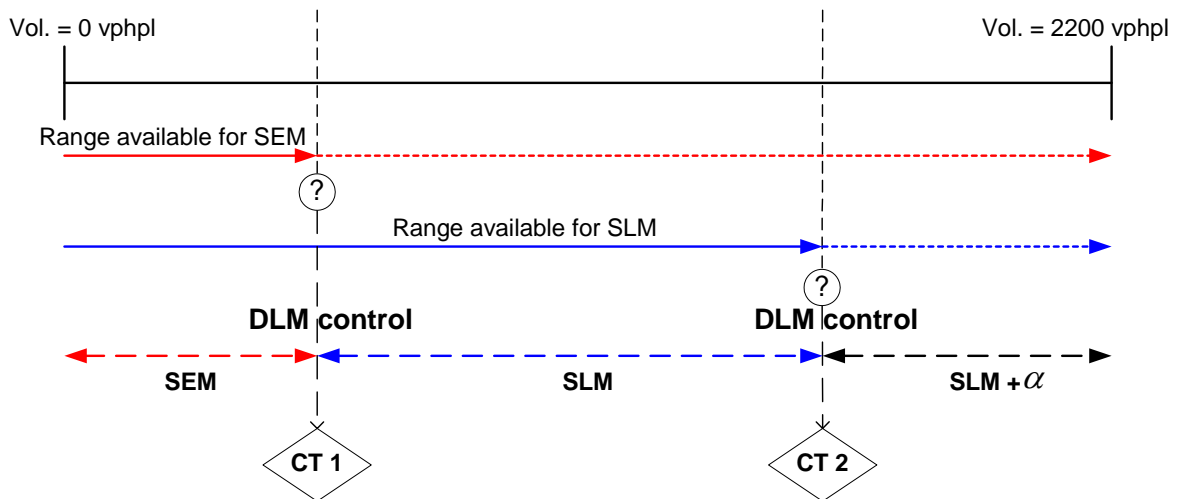 Vol. = 0 vphpl
Vol. = 2200 vphpl
Range available for SEM
?
Range available for SLM
?
DLM control
DLM control
SEM
SLM
SLM + α
CT 1
CT 2